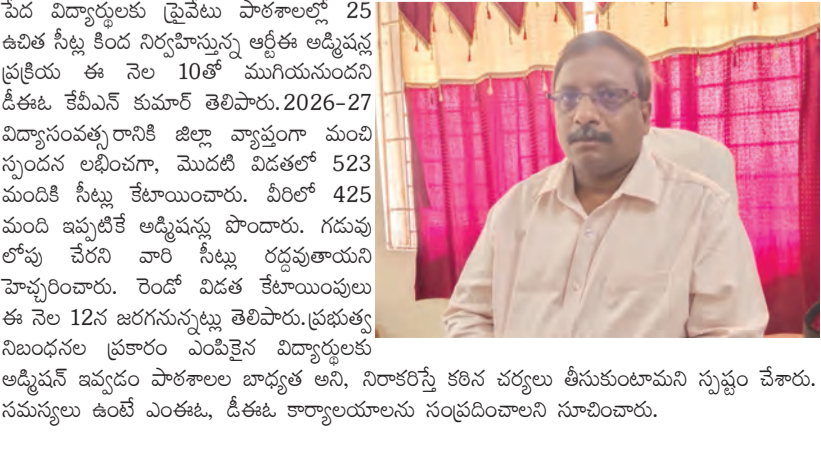 పేద విద్యార్థులకు ప్రైవేటు పాఠశాలల్లో 25
ఉచిత సీట్ల కింద నిర్వహిస్తున్న ఆర్టీఈ అడ్మిషన్ల
ప్రక్రియ ఈ నెల 10తో ముగియనుందని
డీఈఓ కేవీఎన్ కుమార్ తెలిపారు.2026-27
విద్యాసంవత్సరానికి జిల్లా వ్యాప్తంగా మంచి
స్పందన లభించగా, మొదటి విడతలో 523
మందికి సీట్లు కేటాయించారు. వీరిలో 425
మంది ఇప్పటికే అడ్మిషన్లు పొందారు. గడువు
లోపు చేరని వారి సీట్లు రద్దవుతాయని
హెచ్చరించారు. రెండో విడత కేటాయింపులు
ఈ నెల 12న జరగనున్నట్లు తెలిపారు.ప్రభుత్వ
నిబంధనల ప్రకారం ఎంపికైన విద్యార్థులకు
అడ్మిషన్ ఇవ్వడం పాఠశాలల బాధ్యత అని, నిరాకరిస్తే కఠిన చర్యలు తీసుకుంటామని స్పష్టం చేశారు.
సమస్యలు ఉంటే ఎంఈఓ, డీఈఓ కార్యాలయాలను సంప్రదించాలని సూచించారు.